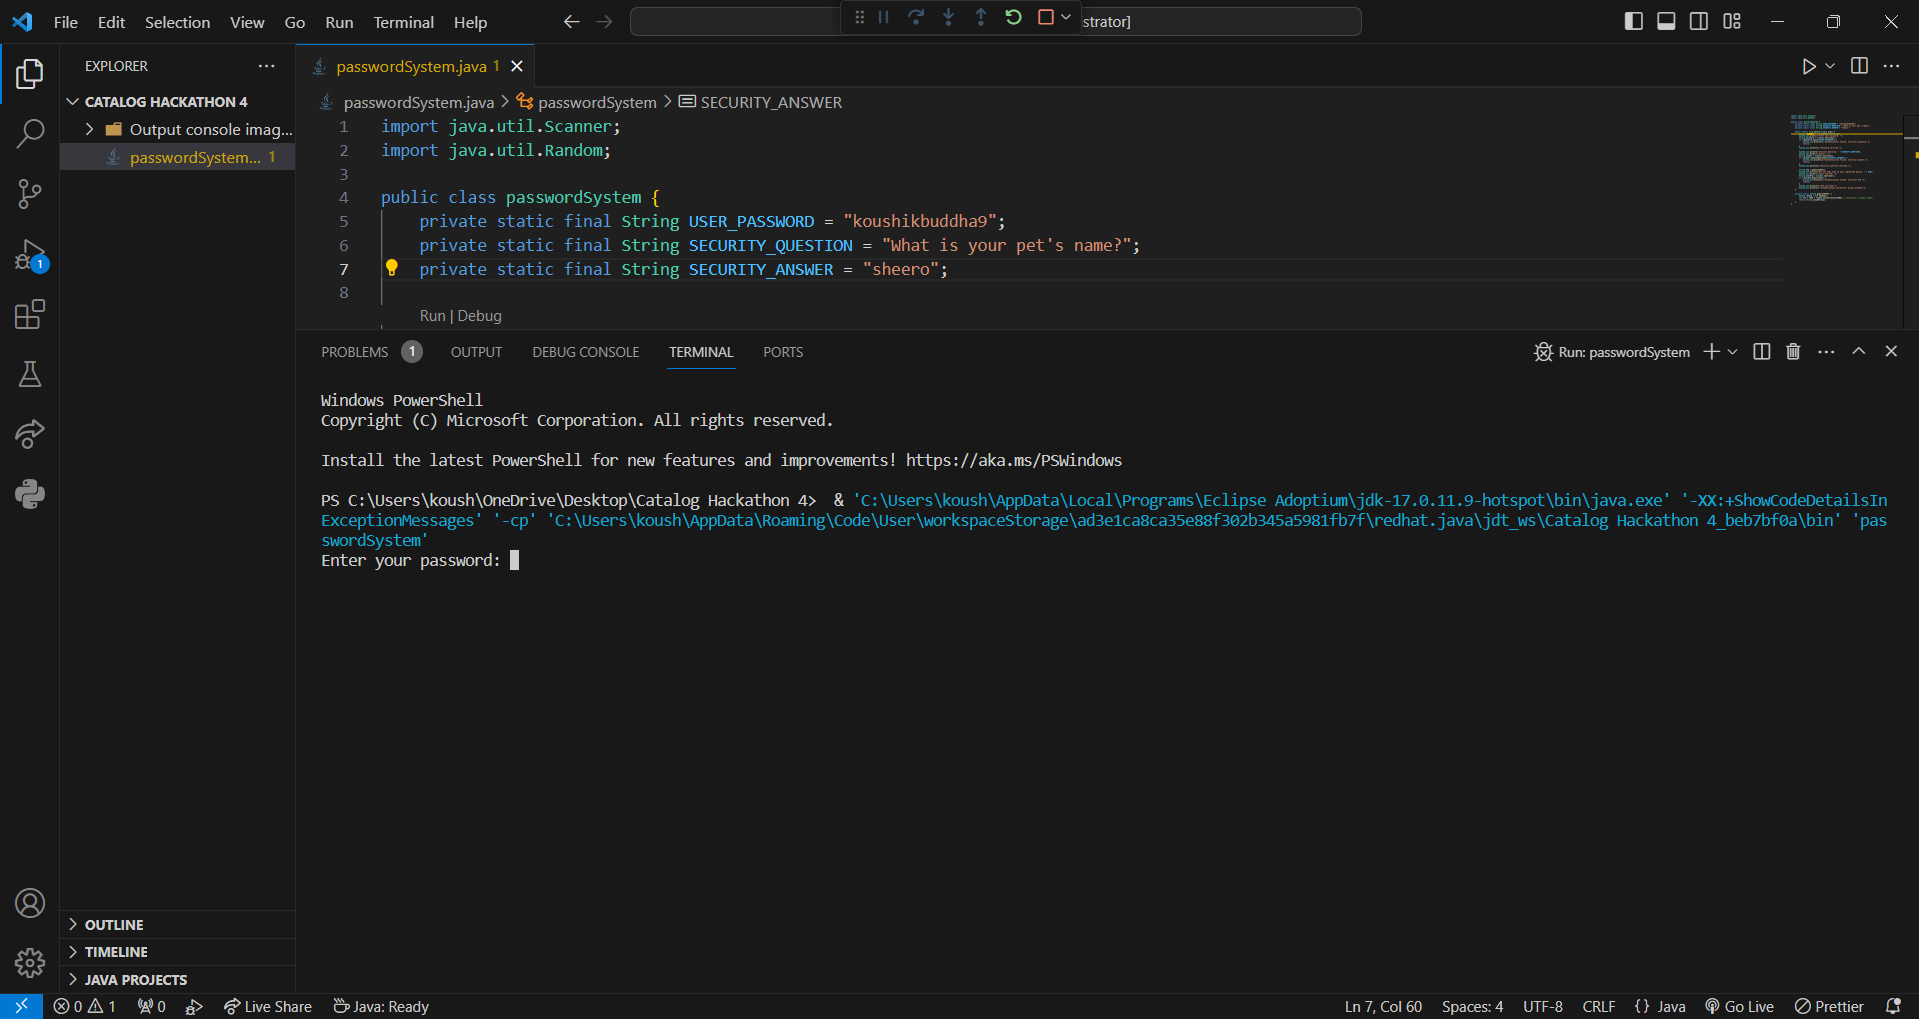 File Edit Selection View Go Run Terminal Help strator]
EXPLORER
CATALOG HACKATHON 4
Output console imag...
passwordSystem... 1
OUTLINE
TIMELINE
JAVA PROJECTS
passwordSystem.java 1
passwordSystem.java > passwordSystem > SECURITY_ANSWER
1 import java.util.Scanner;
2 import java.util.Random;
3
4 public class passwordSystem {
5 private static final String USER_PASSWORD = "koushikbuddha9";
6 private static final String SECURITY_QUESTION = "What is your pet's name?";
7 private static final String SECURITY_ANSWER = "sheero";
8
Run | Debug
PROBLEMS 1 OUTPUT DEBUG CONSOLE TERMINAL PORTS Run: passwordSystem
Windows PowerShell
Copyright (C) Microsoft Corporation. All rights reserved.
Install the latest PowerShell for new features and improvements! https://aka.ms/PSWindows
PS C:\Users\koush\OneDrive\Desktop\Catalog Hackathon 4> & 'C:\Users\koush\AppData\Local\Programs\Eclipse Adoptium\jdk-17.0.11.9-hotspot\bin\java.exe' '-XX:+ShowCodeDetailsIn
ExceptionMessages' '-cp' 'C:\Users\koush\AppData\Roaming\Code\User\workspaceStorage\ad3e1ca8ca35e88f302b345a5981fb7f\redhat.java\jdt_ws\Catalog Hackathon 4_beb7bf0a\bin' 'pas
swordSystem'
Enter your password:
1
0 1 0 Live Share Java: Ready Ln 7, Col 60 Spaces: 4 UTF-8 CRLF {} Java Go Live Prettier